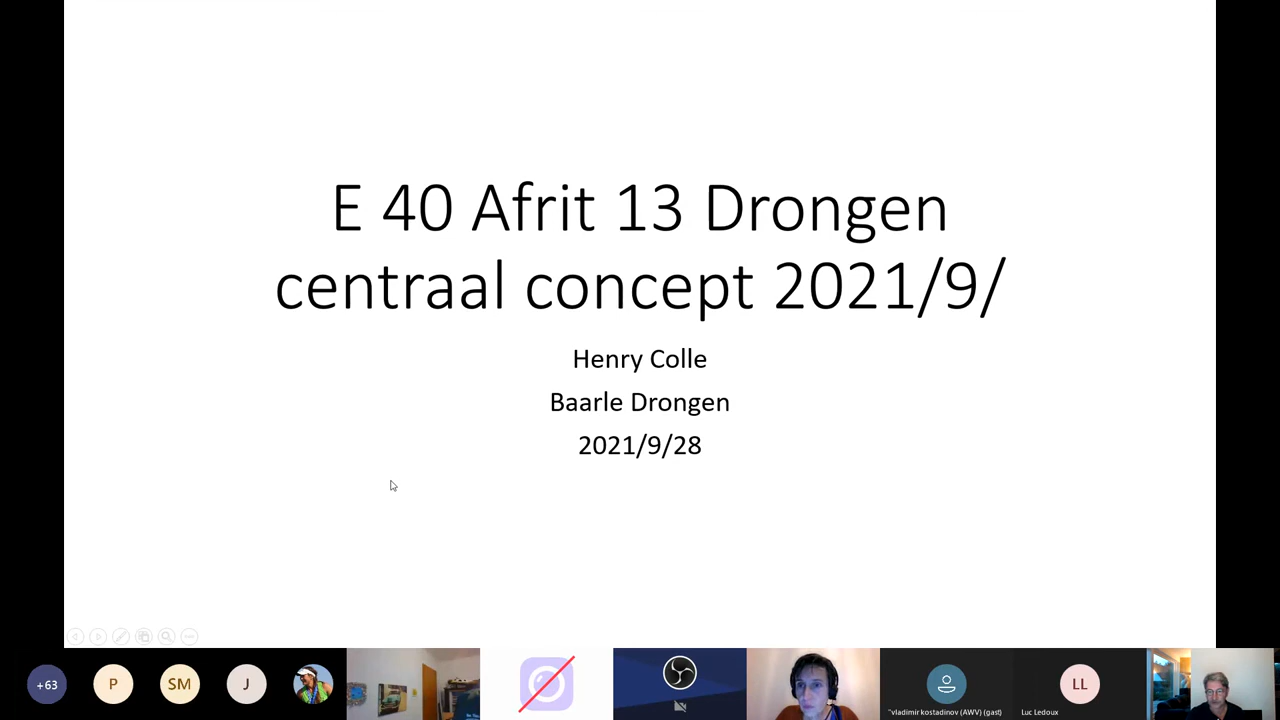 E 40 Afrit 13 Drongen
centraal concept 2021/9/
Henry Colle
Baarle Drongen
2021/9/28
+63
P
SM
J
"vladimir kostadinov (AWV) (gast)
LL
Luc Ledoux